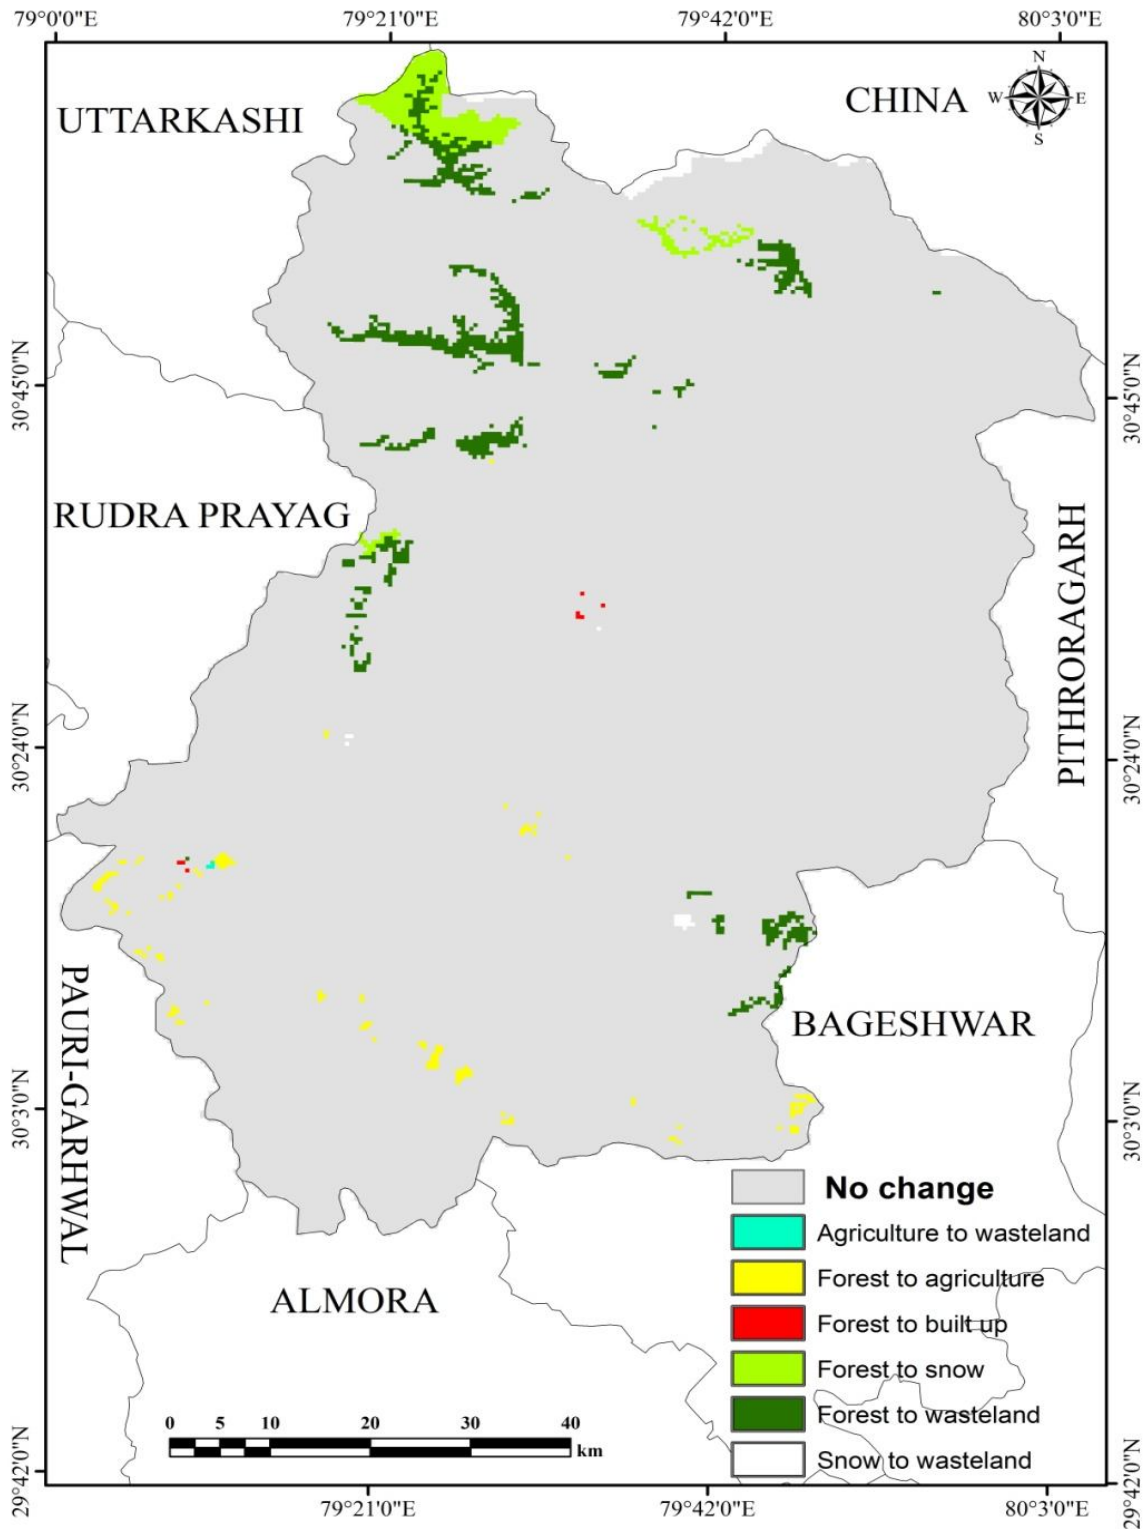 79°0'0"E 79°21'0"E 79°42'0"E 80°3'0"E
UTTARKASHI
CHINA
N
W E
S
30°45'0"N
30°45'0"N
RUDRA PRAYAG
PITHRORAGARH
30°24'0"N
30°24'0"N
PAURI-GARHWAL
BAGESHWAR
30°3'0"N
30°3'0"N
ALMORA
No change
Agriculture to wasteland
Forest to agriculture
Forest to built up
Forest to snow
Forest to wasteland
Snow to wasteland
0 5 10 20 30 40
km
29°42'0"N
29°42'0"N
79°21'0"E 79°42'0"E 80°3'0"E